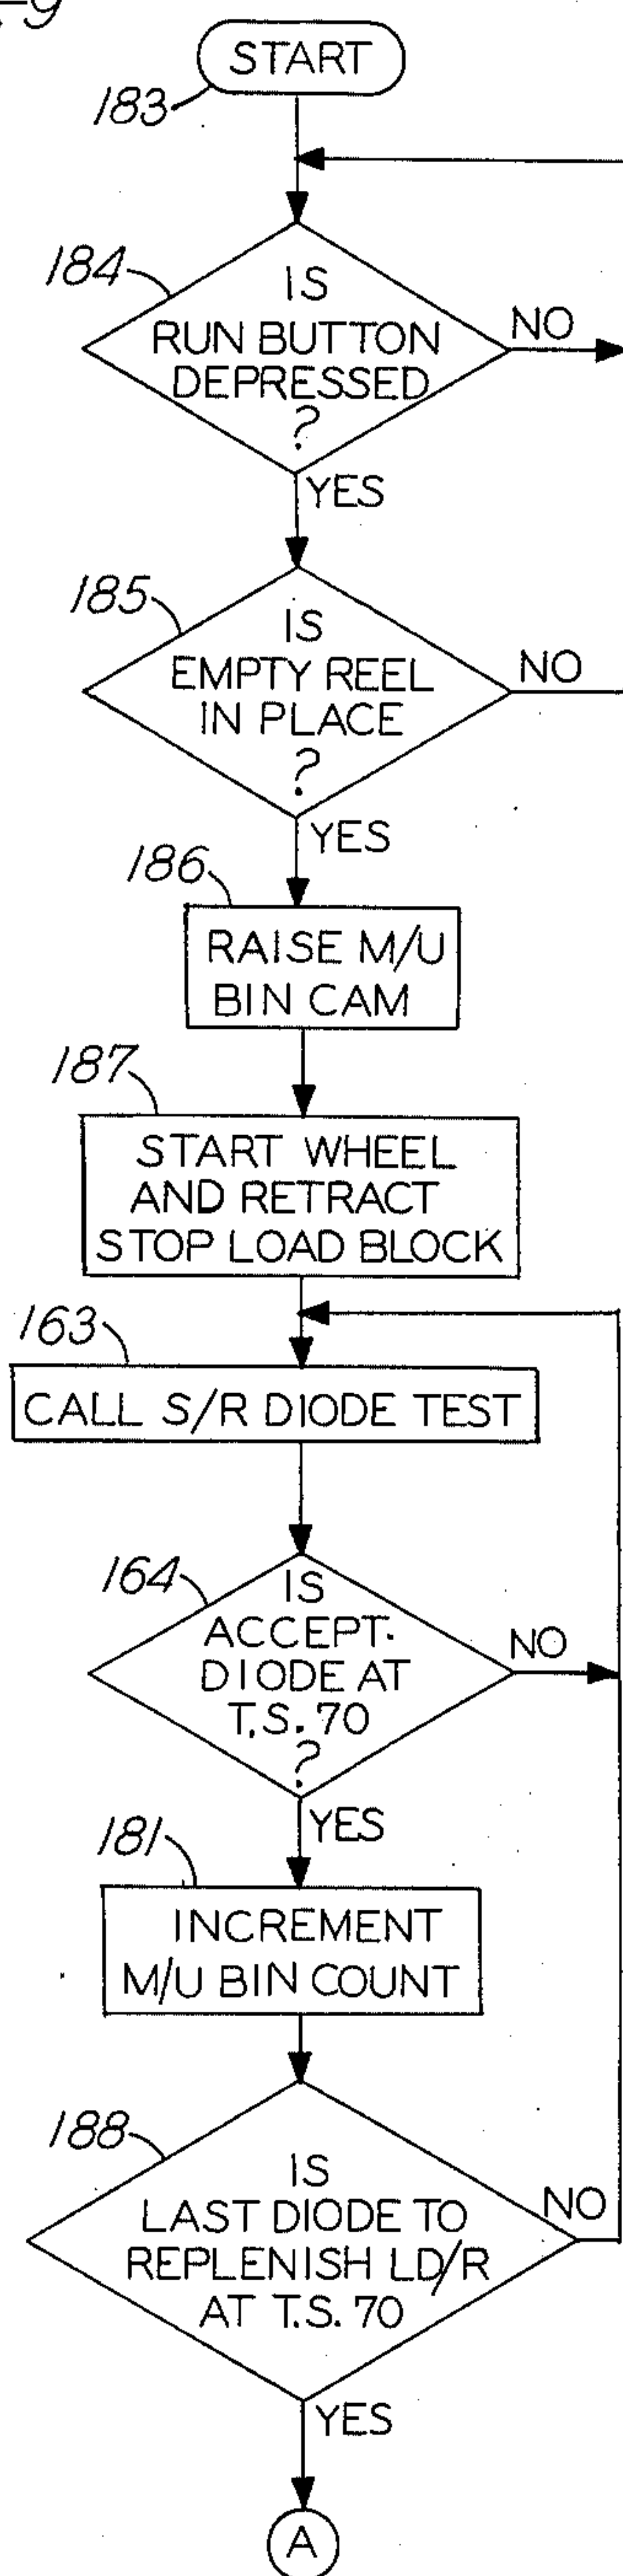 START
183
184
IS
RUN BUTTON
DEPRESSED
?
NO
YES
185
IS
EMPTY REEL
IN PLACE
?
NO
YES
186
RAISE M/U
BIN CAM
187
START WHEEL
AND RETRACT
STOP LOAD BLOCK
163
CALL S/R DIODE TEST
164
IS
ACCEPT.
DIODE AT
T.S. 70
?
NO
YES
181
INCREMENT
M/U BIN COUNT
188
IS
LAST DIODE TO
REPLENISH LD/R
AT T.S. 70
NO
YES
A